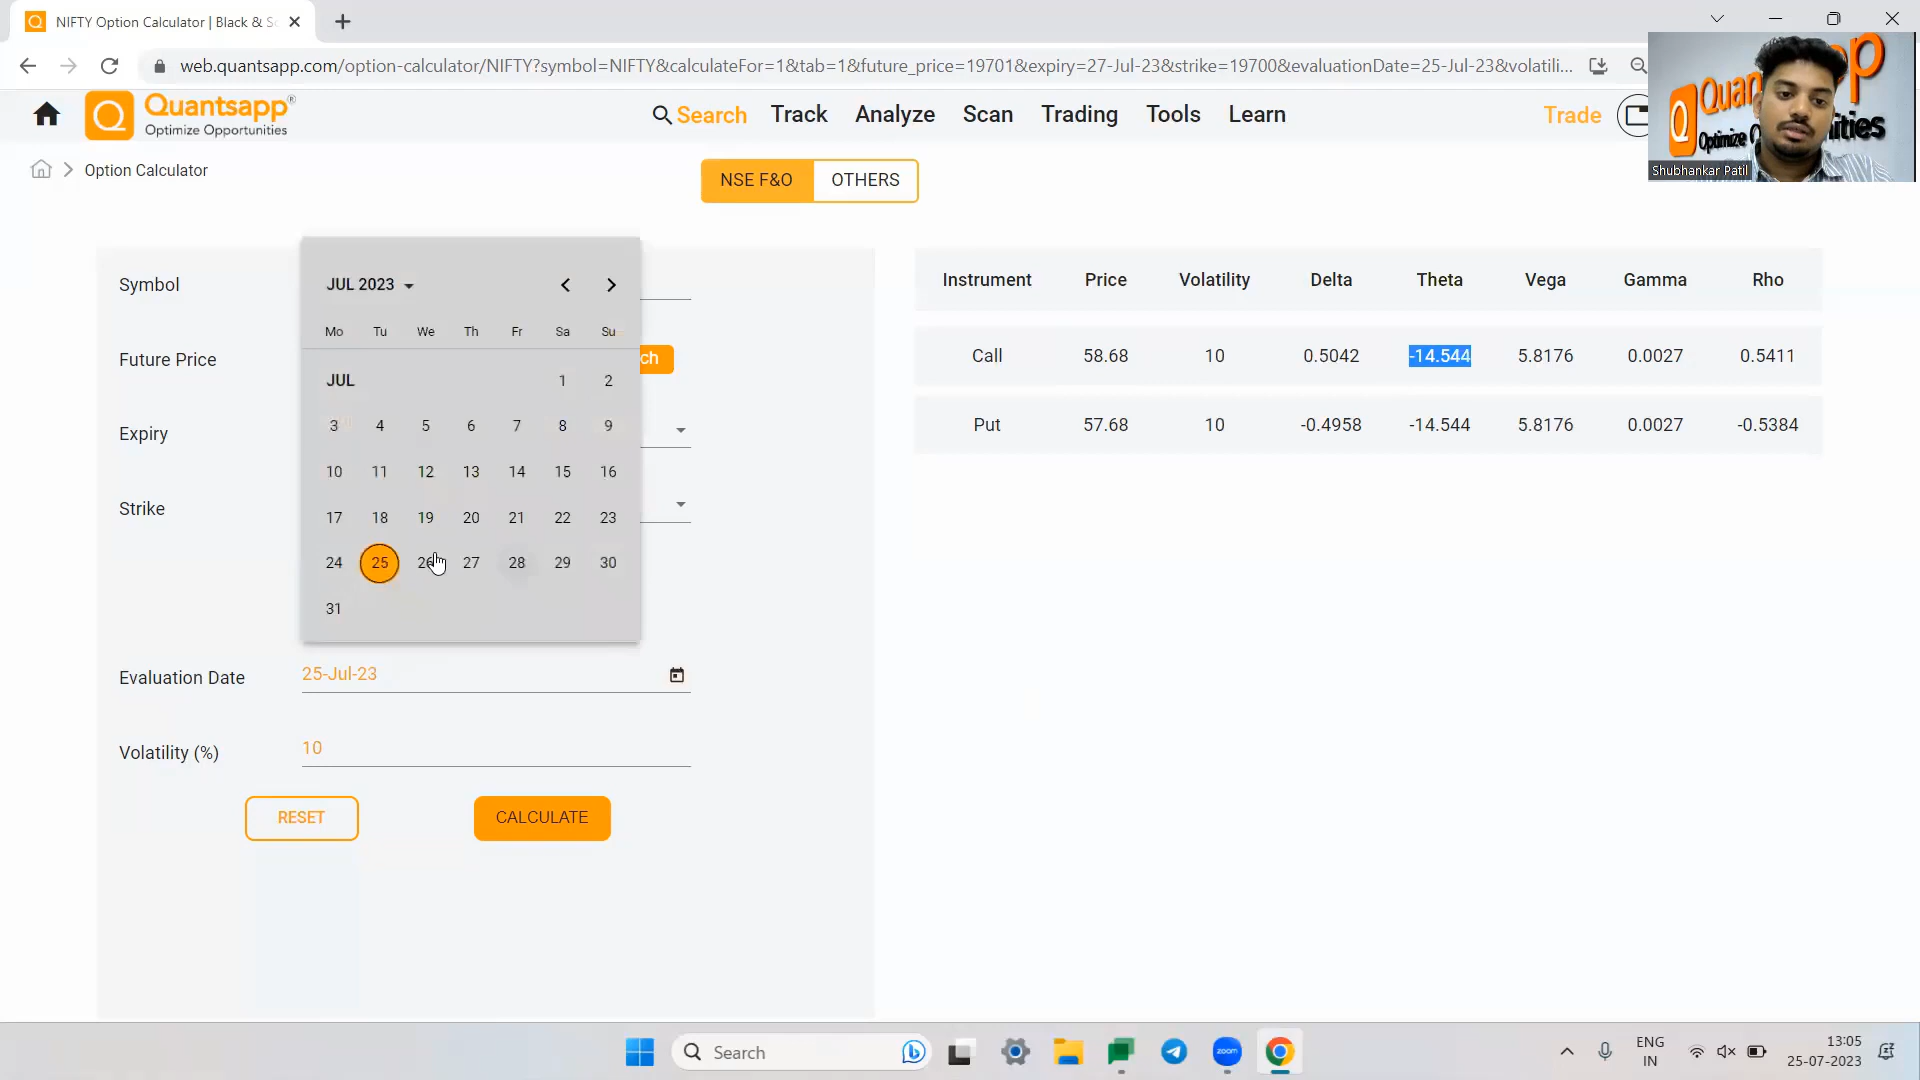 NIFTY Option Calculator | Black & Sc
web.quantsapp.com/option-calculator/NIFTY?symbol=NIFTY&calculateFor=1&tab=1&future_price=19701&expiry=27-Jul-23&strike=19700&evaluationDate=25-Jul-23&volatili...
Quantsapp®
Optimize Opportunities
Search Track Analyze Scan Trading Tools Learn
Trade
Shubhankar Patil
Option Calculator
NSE F&O OTHERS
Symbol
Future Price
ch
Expiry
Strike
JUL 2023
Mo Tu We Th Fr Sa Su
JUL 1 2
3 4 5 6 7 8 9
10 11 12 13 14 15 16
17 18 19 20 21 22 23
24 25 26 27 28 29 30
31
Evaluation Date 25-Jul-23
Volatility (%) 10
RESET CALCULATE
Instrument Price Volatility Delta Theta Vega Gamma Rho
Call 58.68 10 0.5042 -14.544 5.8176 0.0027 0.5411
Put 57.68 10 -0.4958 -14.544 5.8176 0.0027 -0.5384
Search
zoom
ENG
IN
13:05
25-07-2023